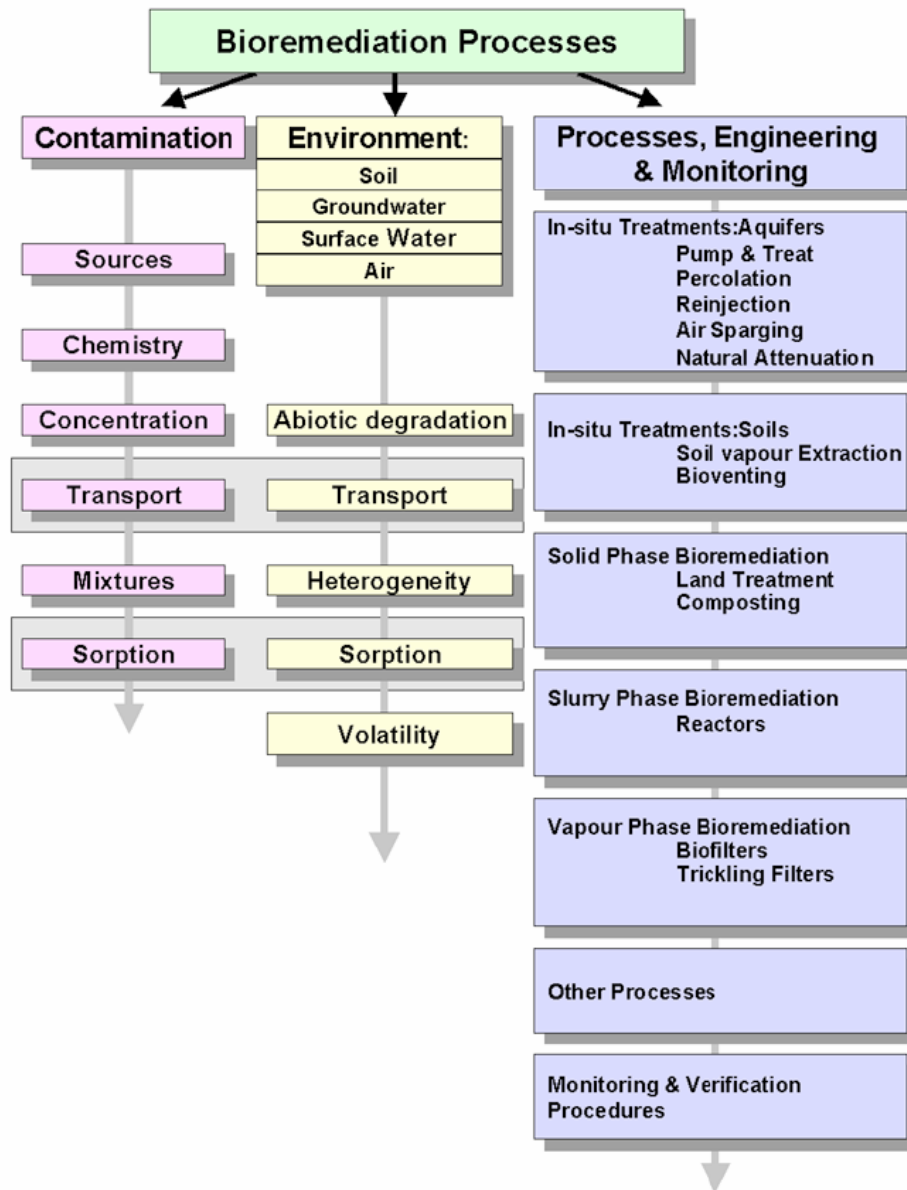 Bioremediation Processes
Contamination
Sources
Chemistry
Concentration
Transport
Mixtures
Sorption
Environment:
Soil
Groundwater
Surface Water
Air
Abiotic degradation
Transport
Heterogeneity
Sorption
Volatility
Processes, Engineering
& Monitoring
In-situ Treatments:Aquifers
Pump & Treat
Percolation
Reinjection
Air Sparging
Natural Attenuation
In-situ Treatments:Soils
Soil vapour Extraction
Bioventing
Solid Phase Bioremediation
Land Treatment
Composting
Slurry Phase Bioremediation
Reactors
Vapour Phase Bioremediation
Biofilters
Trickling Filters
Other Processes
Monitoring & Verification
Procedures